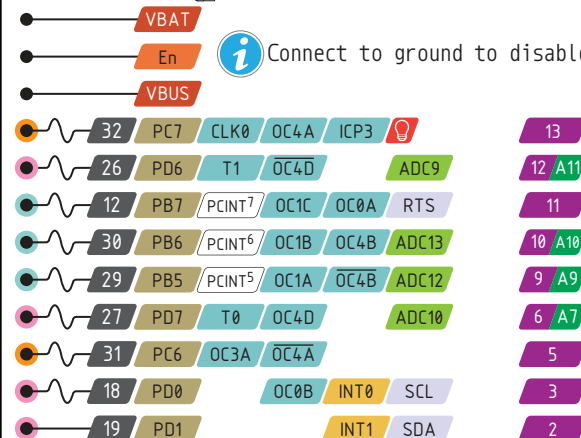 VBAT
En i Connect to ground to disable
VBUS
32 PC7 CLK0 OC4A ICP3 13
26 PD6 T1 OC4D ADC9 12 A11
12 PB7 PCINT7 OC1C OC0A RTS 11
30 PB6 PCINT6 OC1B OC4B ADC13 10 A10
29 PB5 PCINT5 OC1A OC4B ADC12 9 A9
27 PD7 T0 OC4D ADC10 6 A7
31 PC6 OC3A OC4A 5
18 PD0 OC0B INT0 SCL 3
19 PD1 INT1 SDA 2